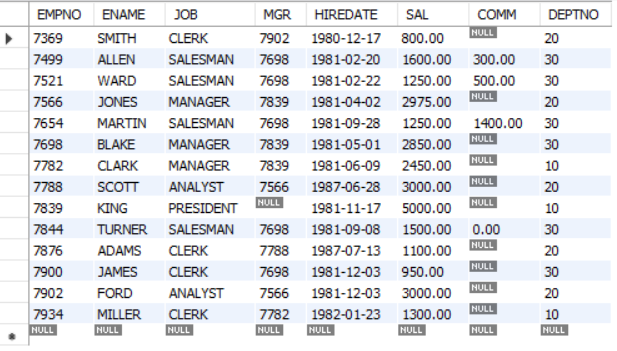 EMPNO ENAME JOB MGR HIREDATE SAL COMM DEPTNO
7369 SMITH CLERK 7902 1980-12-17 800.00 NULL 20
7499 ALLEN SALESMAN 7698 1981-02-20 1600.00 300.00 30
7521 WARD SALESMAN 7698 1981-02-22 1250.00 500.00 30
7566 JONES MANAGER 7839 1981-04-02 2975.00 NULL 20
7654 MARTIN SALESMAN 7698 1981-09-28 1250.00 1400.00 30
7698 BLAKE MANAGER 7839 1981-05-01 2850.00 NULL 30
7782 CLARK MANAGER 7839 1981-06-09 2450.00 NULL 10
7788 SCOTT ANALYST 7566 1987-06-28 3000.00 NULL 20
7839 KING PRESIDENT NULL 1981-11-17 5000.00 NULL 10
7844 TURNER SALESMAN 7698 1981-09-08 1500.00 0.00 30
7876 ADAMS CLERK 7788 1987-07-13 1100.00 NULL 20
7900 JAMES CLERK 7698 1981-12-03 950.00 NULL 30
7902 FORD ANALYST 7566 1981-12-03 3000.00 NULL 20
7934 MILLER CLERK 7782 1982-01-23 1300.00 NULL 10
NULL NULL NULL NULL NULL NULL NULL NULL